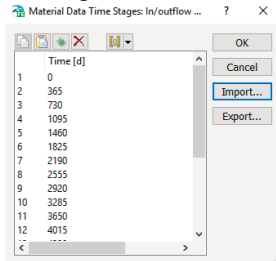 Material Data Time Stages: In/outflow ... ? ×
OK
Time [d]
Cancel
1 0
2 365
Import...
3 730
4 1095
Export...
5 1460
6 1825
7 2190
8 2555
9 2920
10 3285
11 3650
12 4015